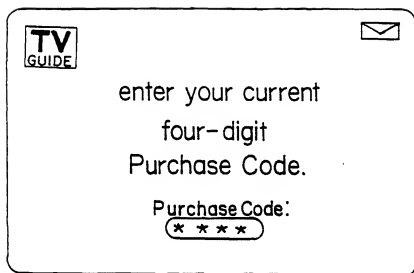 TV
GUIDE
enter your current
four-digit
Purchase Code.
Purchase Code:
* * * *